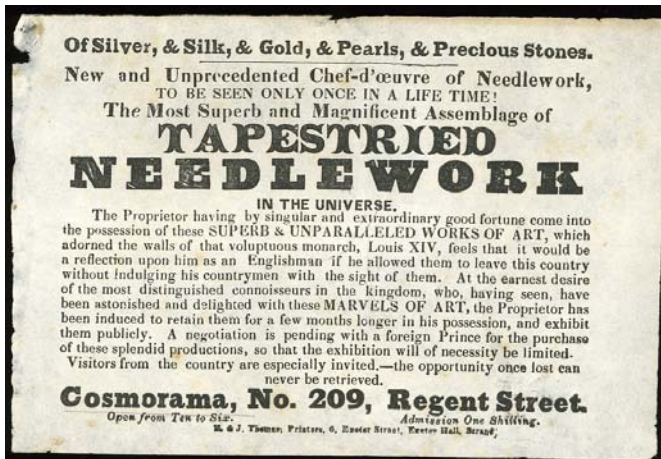 Of Silver, & Silk, & Gold, & Pearls, & Precious Stones.
New and Unprecedented Chef-d'œuvre of Needlework,
TO BE SEEN ONLY ONCE IN A LIFE TIME!
The Most Superb and Magnificent Assemblage of
TAPESTRIED
NEEDLEWORK
IN THE UNIVERSE.
The Proprietor having by singular and extraordinary good fortune come into
the possession of these SUPERB & UNPARALLELED WORKS OF ART, which
adorned the walls of that voluptuous monarch, Louis XIV, feels that it would be
a reflection upon him as an Englishman if he allowed them to leave this country
without indulging his countrymen with the sight of them. At the earnest desire
of the most distinguished connoisseurs in the kingdom, who, having seen, have
been astonished and delighted with these MARVELS OF ART, the Proprietor has
been induced to retain them for a few months longer in his possession, and exhibit
them publicly. A negotiation is pending with a foreign Prince for the purchase
of these splendid productions, so that the exhibition will of necessity be limited.
Visitors from the country are especially invited.—the opportunity once lost can
never be retrieved.
Cosmorama, No. 209, Regent Street.
Open from Ten to Six. Admission One Shilling.
& J. Printers, 6, Exeter Street, Exeter Hall, Strand,